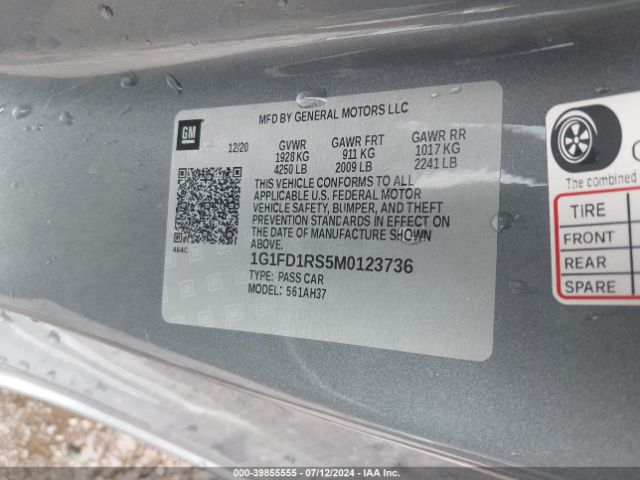 MFD BY GENERAL MOTORS LLC
GM
12/20 GVWR GAWR FRT GAWR RR
1928 KG 911 KG 1017 KG
4250 LB 2009 LB 2241 LB
THIS VEHICLE CONFORMS TO ALL
APPLICABLE U.S. FEDERAL MOTOR
VEHICLE SAFETY, BUMPER, AND THEFT
PREVENTION STANDARDS IN EFFECT ON
THE DATE OF MANUFACTURE SHOWN
ABOVE.
464C
1G1FD1RS5M0123736
TYPE: PASS CAR
MODEL: 561AH37
The combined
TIRE
FRONT
REAR
SPARE
000-39855555 - 07/12/2024 - IAA Inc.